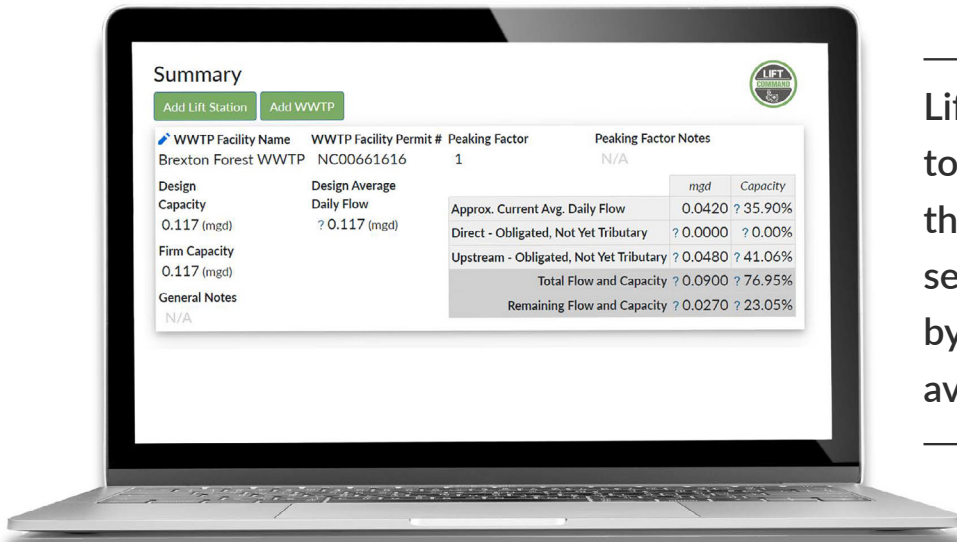 Summary
LIFT
COMMAND
Add Lift Station Add WWTP
WWTP Facility Name WWTP Facility Permit # Peaking Factor Peaking Factor Notes
Brexton Forest WWTP NC00661616 1 N/A
Design Capacity
0.117 (mgd)
Design Average Daily Flow
? 0.117 (mgd)
Firm Capacity
0.117 (mgd)
General Notes
N/A
mgd Capacity
Approx. Current Avg. Daily Flow 0.0420 ? 35.90%
Direct - Obligated, Not Yet Tributary ? 0.0000 ? 0.00%
Upstream - Obligated, Not Yet Tributary ? 0.0480 ? 41.06%
Total Flow and Capacity ? 0.0900 ? 76.95%
Remaining Flow and Capacity ? 0.0270 ? 23.05%
to
by